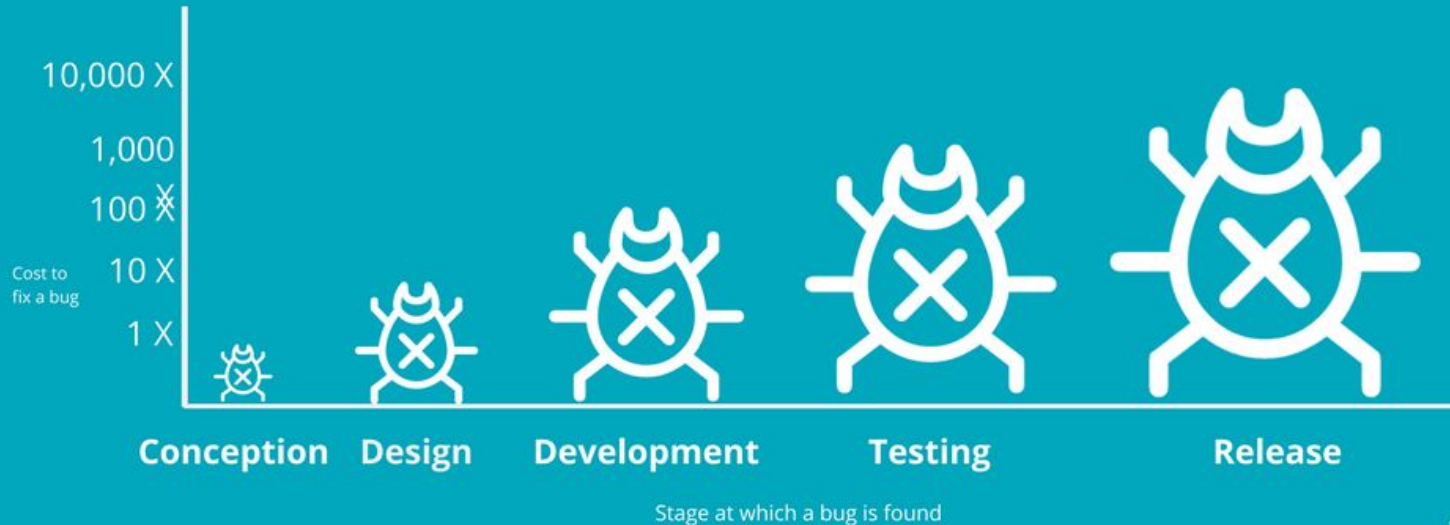 10,000 X
1,000
X
100 X
10 X
1 X
Cost to
fix a bug
Conception Design Development Testing Release
Stage at which a bug is found